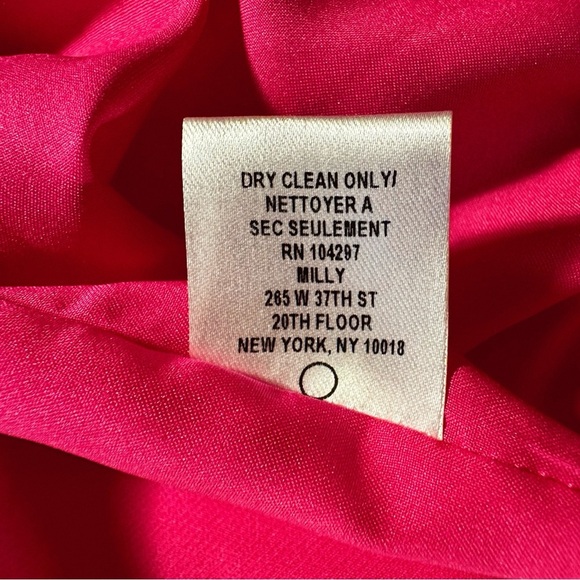 DRY CLEAN ONLY/
NETTOYER A
SEC SEULEMENT
RN 104297
MILLY
265 W 37TH ST
20TH FLOOR
NEW YORK, NY 10018